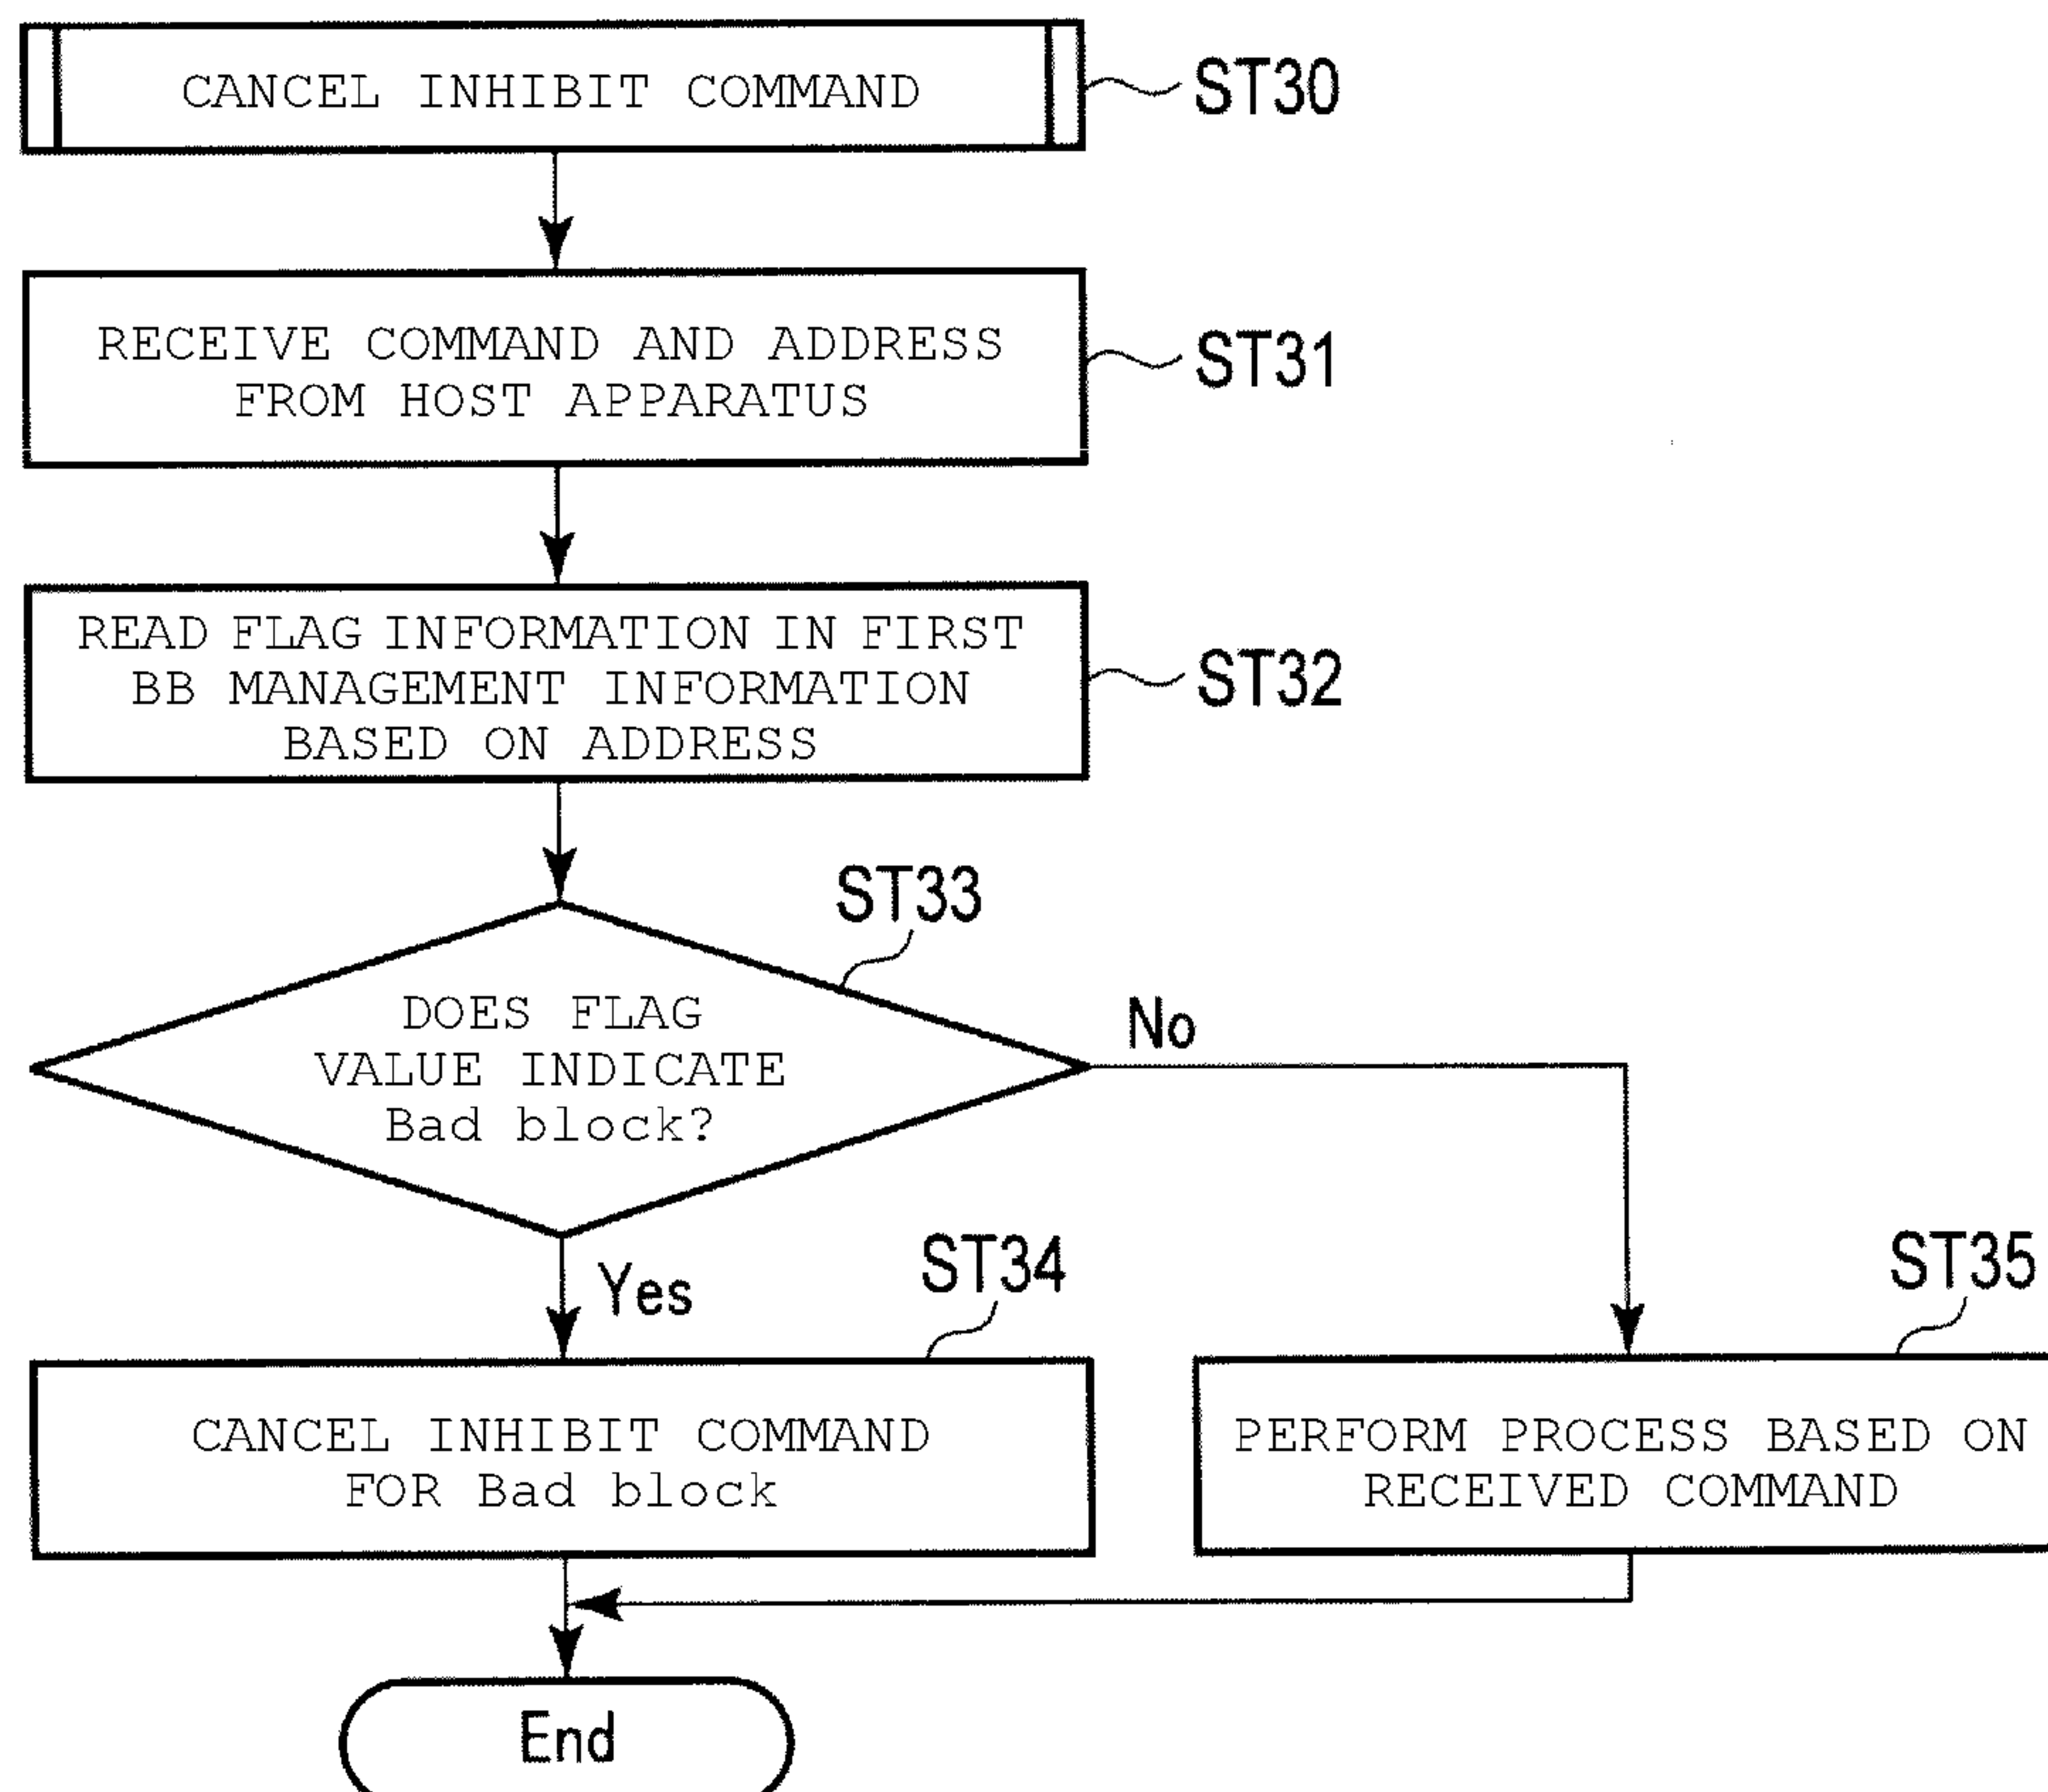 CANCEL INHIBIT COMMAND
ST30
RECEIVE COMMAND AND ADDRESS
FROM HOST APPARATUS
ST31
READ FLAG INFORMATION IN FIRST
BB MANAGEMENT INFORMATION
BASED ON ADDRESS
ST32
ST33
DOES FLAG
VALUE INDICATE
Bad block?
No
Yes
ST34
CANCEL INHIBIT COMMAND
FOR Bad block
ST35
PERFORM PROCESS BASED ON
RECEIVED COMMAND
End